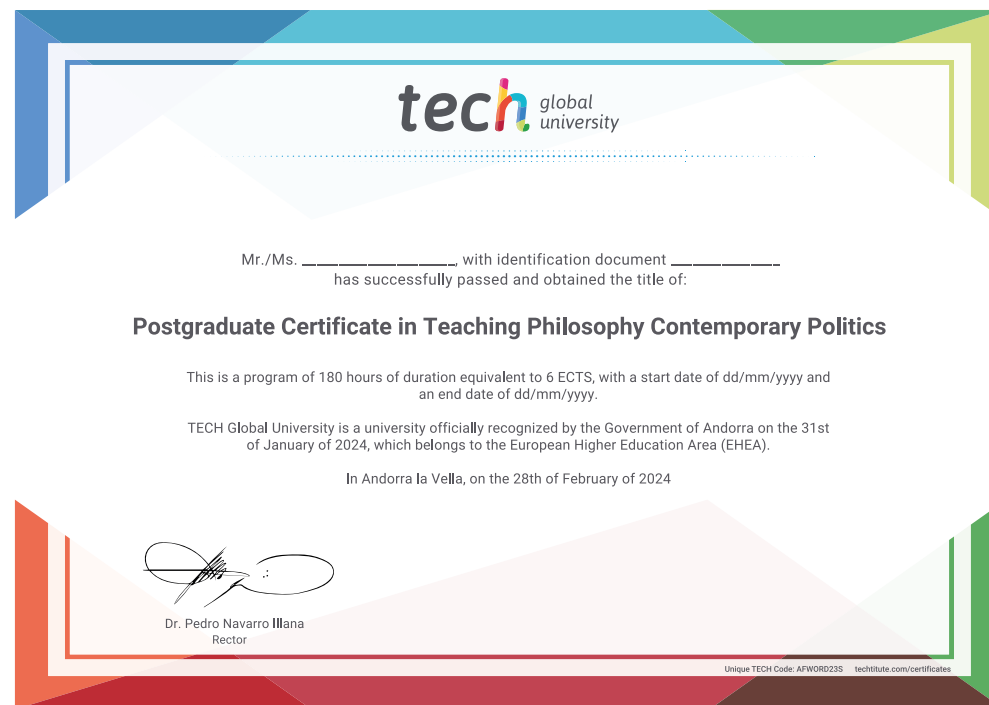 tech global university
Mr./Ms. ____________________, with identification document ______________
has successfully passed and obtained the title of:
Postgraduate Certificate in Teaching Philosophy Contemporary Politics
This is a program of 180 hours of duration equivalent to 6 ECTS, with a start date of dd/mm/yyyy and
an end date of dd/mm/yyyy.
TECH Global University is a university officially recognized by the Government of Andorra on the 31st
of January of 2024, which belongs to the European Higher Education Area (EHEA).
In Andorra la Vella, on the 28th of February of 2024
Dr. Pedro Navarro Illana
Rector
Unique TECH Code: AFWORD23S techtitute.com/certificates